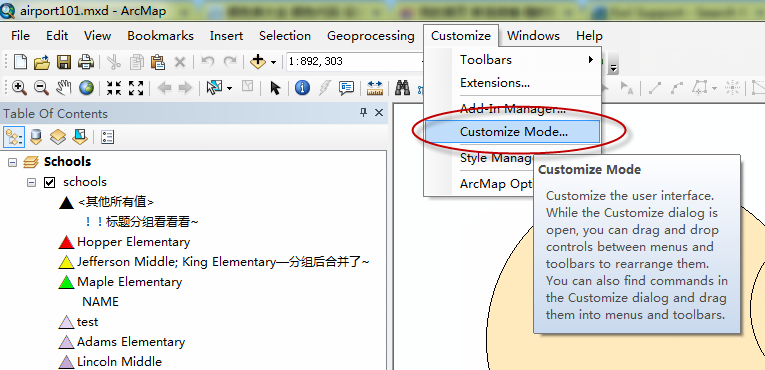 airport101.mxd - ArcMap
File Edit View Bookmarks Insert Selection Geoprocessing Customize Windows Help
1:892,303
Toolbars
Extensions...
Add-In Manager...
Customize Mode...
Style Manage
ArcMap Opt
Customize Mode
Customize the user interface.
While the Customize dialog is
open, you can drag and drop
controls between menus and
toolbars to rearrange them.
You can also find commands in
the Customize dialog and drag
them into menus and toolbars.
Table Of Contents
Schools
schools
<其他所有值>
！！标题分组看看看~
Hopper Elementary
Jefferson Middle; King Elementary—分组后合并了~
Maple Elementary
NAME
test
Adams Elementary
Lincoln Middle